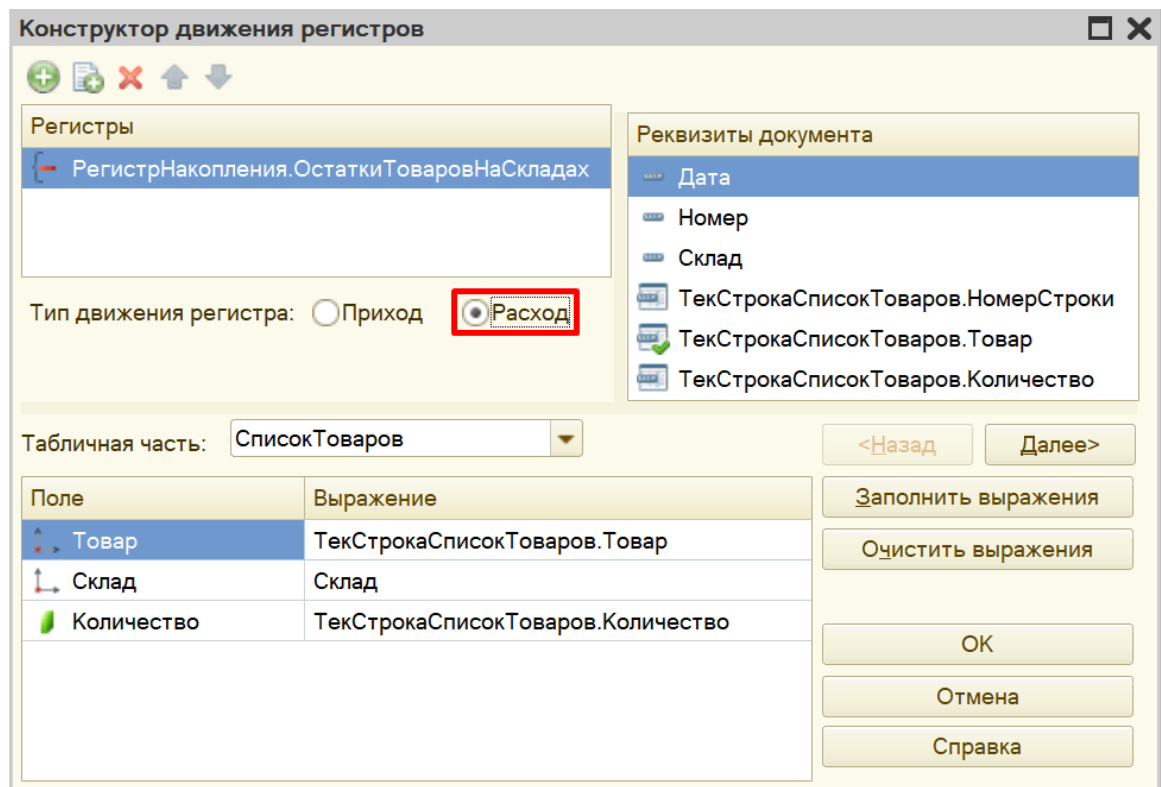 Конструктор движения регистров
Регистры
РегистрНакопления.ОстаткиТоваровНаСкладах
Тип движения регистра: Приход Расход
Реквизиты документа
Дата
Номер
Склад
ТекСтрокаСписокТоваров.НомерСтроки
ТекСтрокаСписокТоваров.Товар
ТекСтрокаСписокТоваров.Количество
Табличная часть: СписокТоваров
<Назад Далее>
Поле Выражение
Товар ТекСтрокаСписокТоваров.Товар
Склад Склад
Количество ТекСтрокаСписокТоваров.Количество
Заполнить выражения
Очистить выражения
ОК
Отмена
Справка